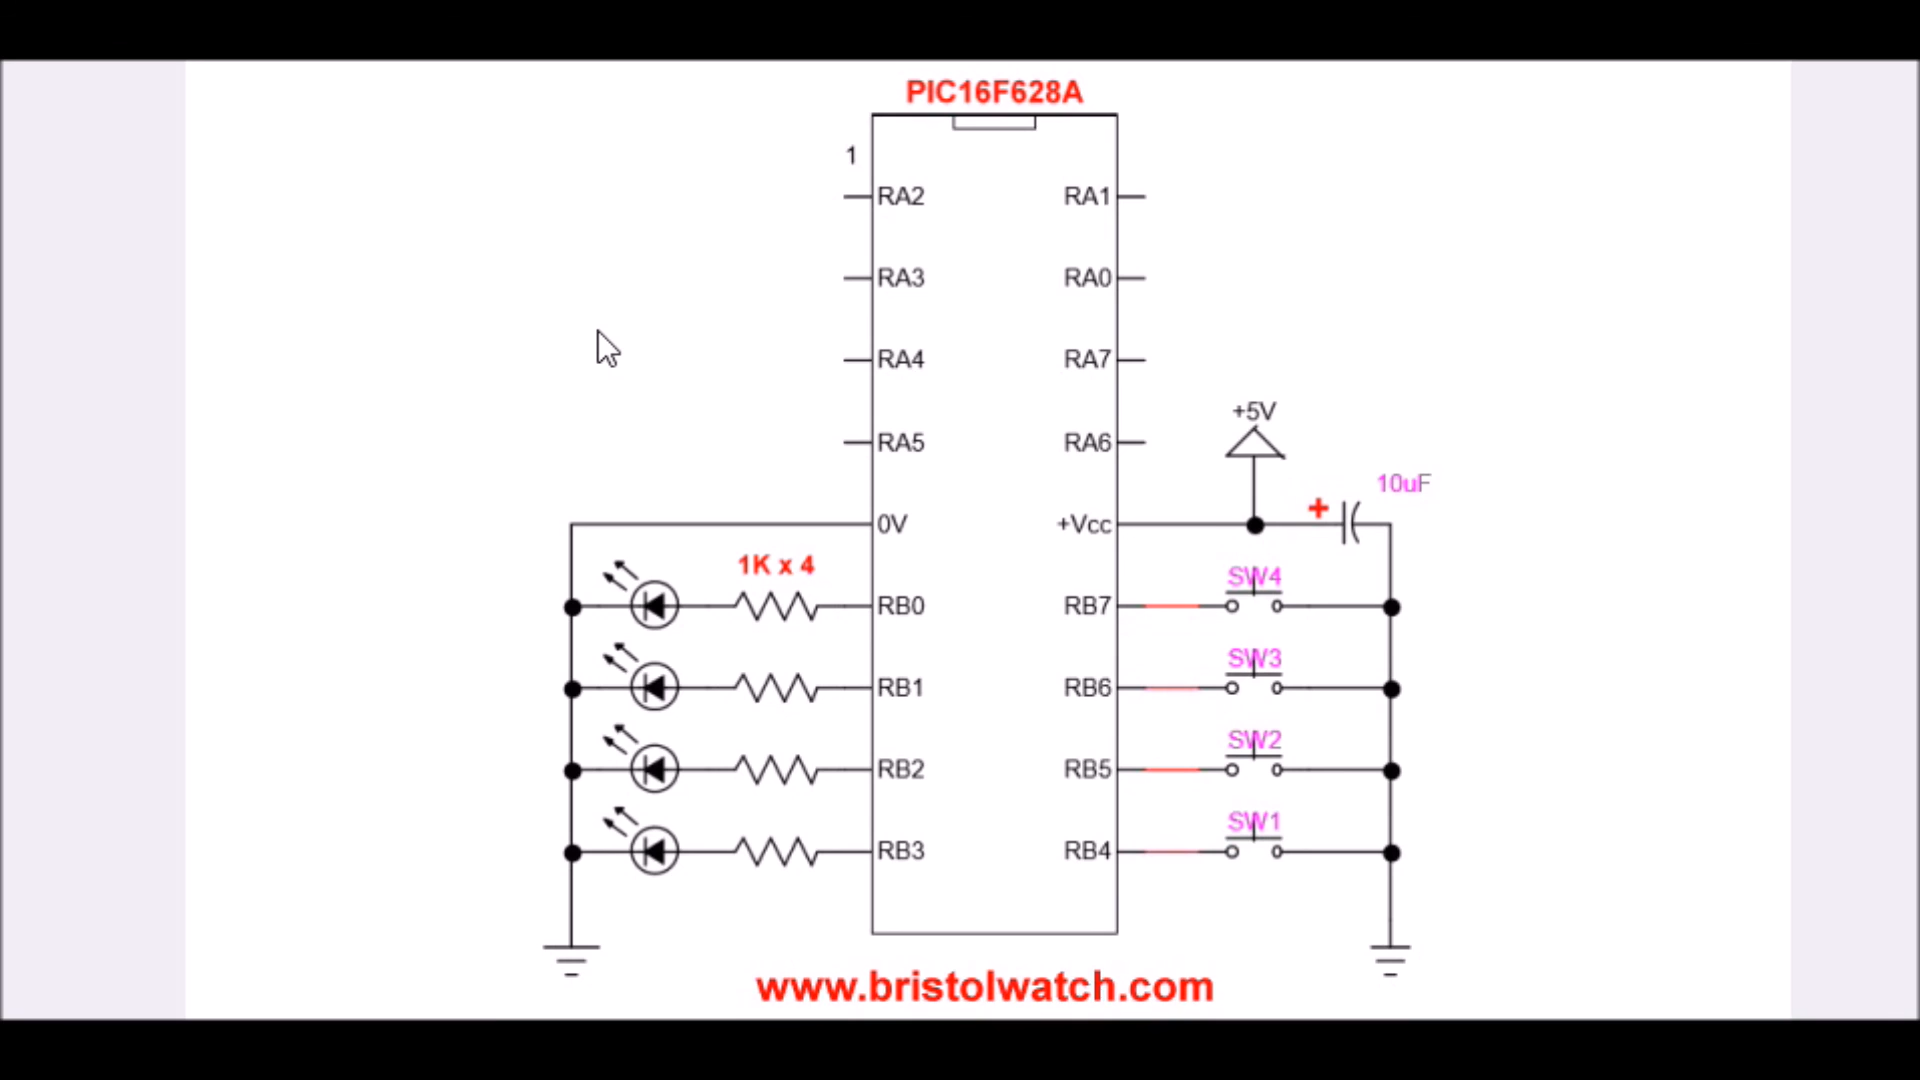 PIC16F628A
1
RA2 RA1
RA3 RA0
RA4 RA7
RA5 RA6
+5V
10uF
+
0V +Vcc
1K x 4
SW4
RB0 RB7
SW3
RB1 RB6
SW2
RB2 RB5
SW1
RB3 RB4
www.bristolwatch.com